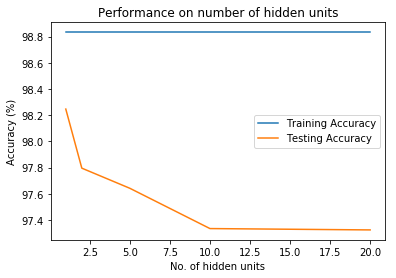 Performance on number of hidden units
Accuracy (%)
98.8
98.6
98.4
98.2
98.0
97.8
97.6
97.4
Training Accuracy
Testing Accuracy
2.5 5.0 7.5 10.0 12.5 15.0 17.5 20.0
No. of hidden units